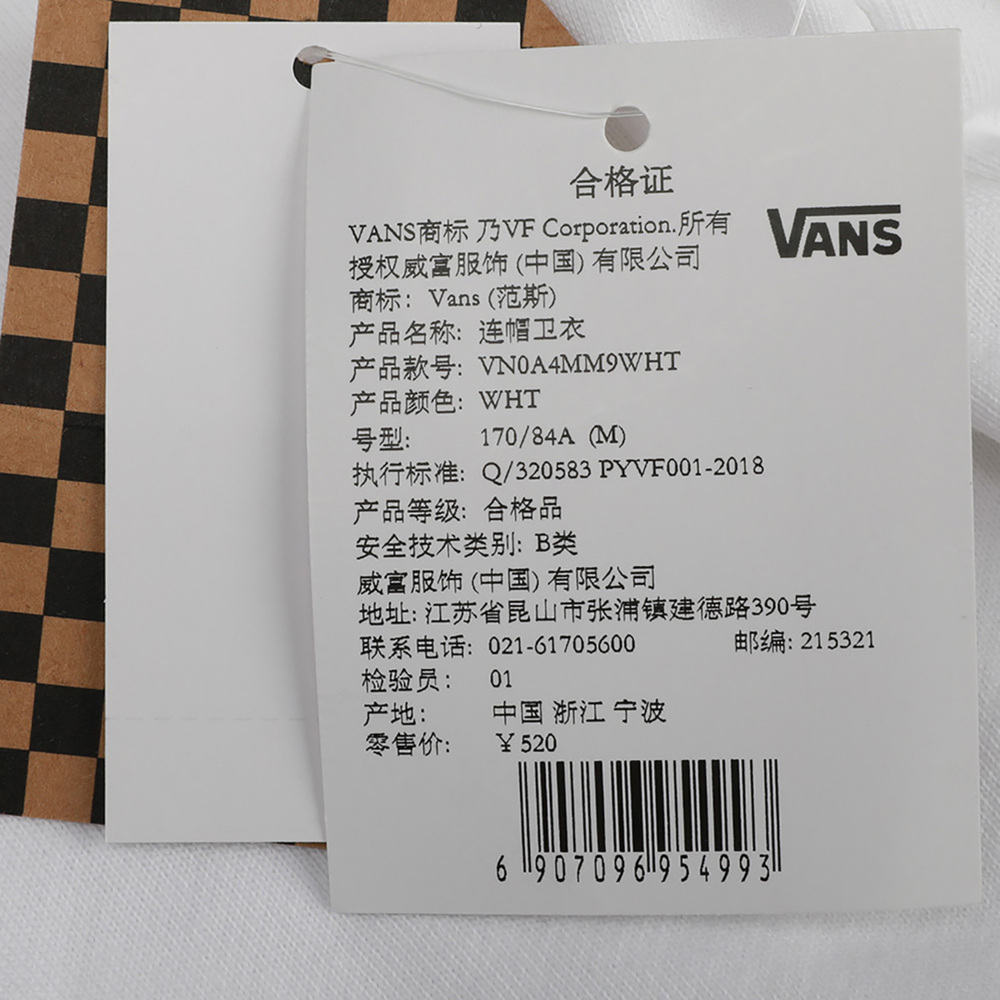 合格证
VANS
VANS商标 乃VF Corporation.所有
授权威富服饰 (中国) 有限公司
商标: Vans (范斯)
产品名称: 连帽卫衣
产品款号: VN0A4MM9WHT
产品颜色: WHT
号型: 170/84A (M)
执行标准: Q/320583 PYVF001-2018
产品等级: 合格品
安全技术类别: B类
威富服饰 (中国) 有限公司
地址: 江苏省昆山市张浦镇建德路390号
联系电话: 021-61705600 邮编: 215321
检验员: 01
产地: 中国 浙江 宁波
零售价: ¥520
6 907096 954993